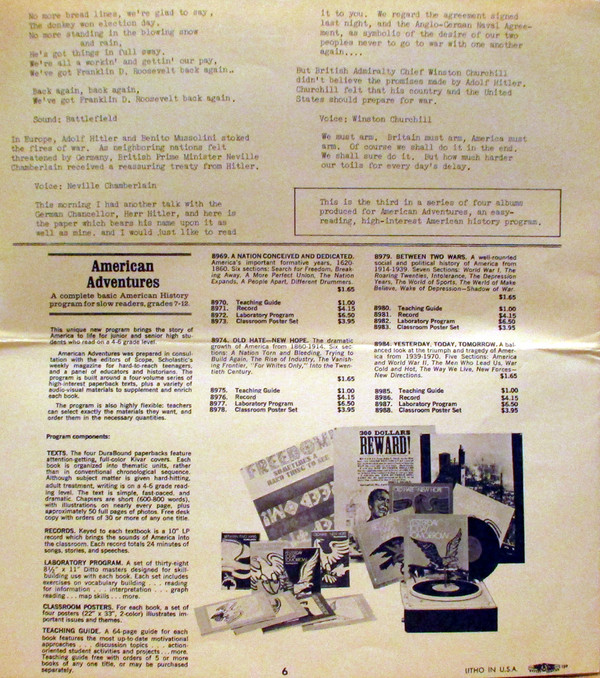 No more bread lines, we're glad to say,
The donkey won election day,
No more standing in the blowing snow
and rain,
He's got things in full sway.
We're all a workin' and gettin' our pay,
We've got Franklin D. Roosevelt back again..
Back again, back again,
We've got Franklin D. Roosevelt back again.
Sound: Battlefield
In Europe, Adolf Hitler and Benito Mussolini stoked
the fires of war. As neighboring nations felt
threatened by Germany, British Prime Minister Neville
Chamberlain received a reassuring treaty from Hitler.
Voice: Neville Chamberlain
This morning I had another talk with the
German Chancellor, Herr Hitler, and here is
the paper which bears his name upon it as
well as mine, and I would just like to read
it to you. We regard the agreement signed
last night, and the Anglo-German Naval Agree-
ment, as symbolic of the desire of our two
peoples never to go to war with one another
again....
But British Admiralty Chief Winston Churchill
didn't believe the promises made by Adolf Hitler.
Churchill felt that his country and the United
States should prepare for war.
Voice: Winston Churchill
We must arm. Britain must arm, America must
arm. Of course we shall do it in the end.
We shall sure do it. But how much harder
our toils for every day's delay.
This is the third in a series of four albums
produced for American Adventures, an easy-
reading, high-interest American history program.
American
Adventures
A complete basic American History
program for slow readers, grades 7-12.
This unique new program brings the story of
America to life for junior and senior high stu-
dents who read on a 4-6 grade level.
American Adventures was prepared in consul-
tation with the editors of Scope, Scholastic's
weekly magazine for hard-to-reach teenagers,
and a panel of educators and historians. The
program is built around a four-volume series of
high-interest paperback texts, plus a variety of
audio-visual materials to supplement and enrich
each book.
The program is also highly flexible: teachers
can select exactly the materials they want, and
order them in the necessary quantities.
Program components:
TEXTS. The four DuraBound paperbacks feature
attention-getting, full-color Kivar covers. Each
book is organized into thematic units, rather
than in conventional chronological sequence.
Although subject matter is given hard-hitting,
adult treatment, writing is on a 4-6 grade read-
ing level. The text is simple, fast-paced, and
dramatic. Chapters are short (600-800 words),
with illustrations on nearly every page, plus
approximately 50 full pages of photos. Free desk
copy with orders of 30 or more of any one title.
RECORDS. Keyed to each textbook is a 10" LP
record which brings the sounds of America into
the classroom. Each record totals 24 minutes of
songs, stories, and speeches.
LABORATORY PROGRAM. A set of thirty-eight
8½" x 11" Ditto masters designed for skill-
building use with each book. Each set includes
exercises on vocabulary building . . . reading
for information . . . interpretation . . . graph
reading . . . map skills . . . more.
CLASSROOM POSTERS. For each book, a set of
four posters (22" x 33", 2-color) illustrates im-
portant issues and themes.
TEACHING GUIDE. A 64-page guide for each
book features the most up-to-date motivational
approaches . . . discussion topics . . . action-
oriented student activities and projects . . . more.
Teaching guide free with orders of 5 or more
books of any one title, or may be purchased
separately.
8969. A NATION CONCEIVED AND DEDICATED.
America's important formative years, 1620-
1860. Six sections: Search for Freedom, Break-
ing Away, A More Perfect Union, The Nation
Expands, A People Apart, Different Drummers.
$1.65
8970. Teaching Guide $1.00
8971. Record $4.15
8972. Laboratory Program $6.50
8973. Classroom Poster Set $3.95
8974. OLD HATE—NEW HOPE. The dramatic
growth of America from 1860-1914. Six sec-
tions: A Nation Torn and Bleeding, Trying to
Build Again, The Rise of Industry, The Vanish-
ing Frontier, "For Whites Only," Into the Twen-
tieth Century.
$1.65
8975. Teaching Guide $1.00
8976. Record $4.15
8977. Laboratory Program $6.50
8978. Classroom Poster Set $3.95
8979. BETWEEN TWO WARS. A well-rounded
social and political history of America from
1914-1939. Seven Sections: World War I, The
Roaring Twenties, Intolerance, The Depression
Years, The World of Sports, The World of Make
Believe, Wake of Depression—Shadow of War.
$1.65
8980. Teaching Guide $1.00
8981. Record $4.15
8982. Laboratory Program $6.50
8983. Classroom Poster Set $3.95
8984. YESTERDAY, TODAY, TOMORROW. A bal-
anced look at the triumph and tragedy of Amer-
ica from 1939-1970. Five Sections: America
and World War II, The Men Who Lead Us, War
Cold and Hot, The Way We Live, New Forces—
New Directions.
$1.65
8985. Teaching Guide $1.00
8986. Record $4.15
8987. Laboratory Program $6.50
8988. Classroom Poster Set $3.95
FREEDOM
SOMETIMES A
HARD THING TO SEE
300 DOLLARS
REWARD!
TOMORROW
6
LITHO IN U.S.A.